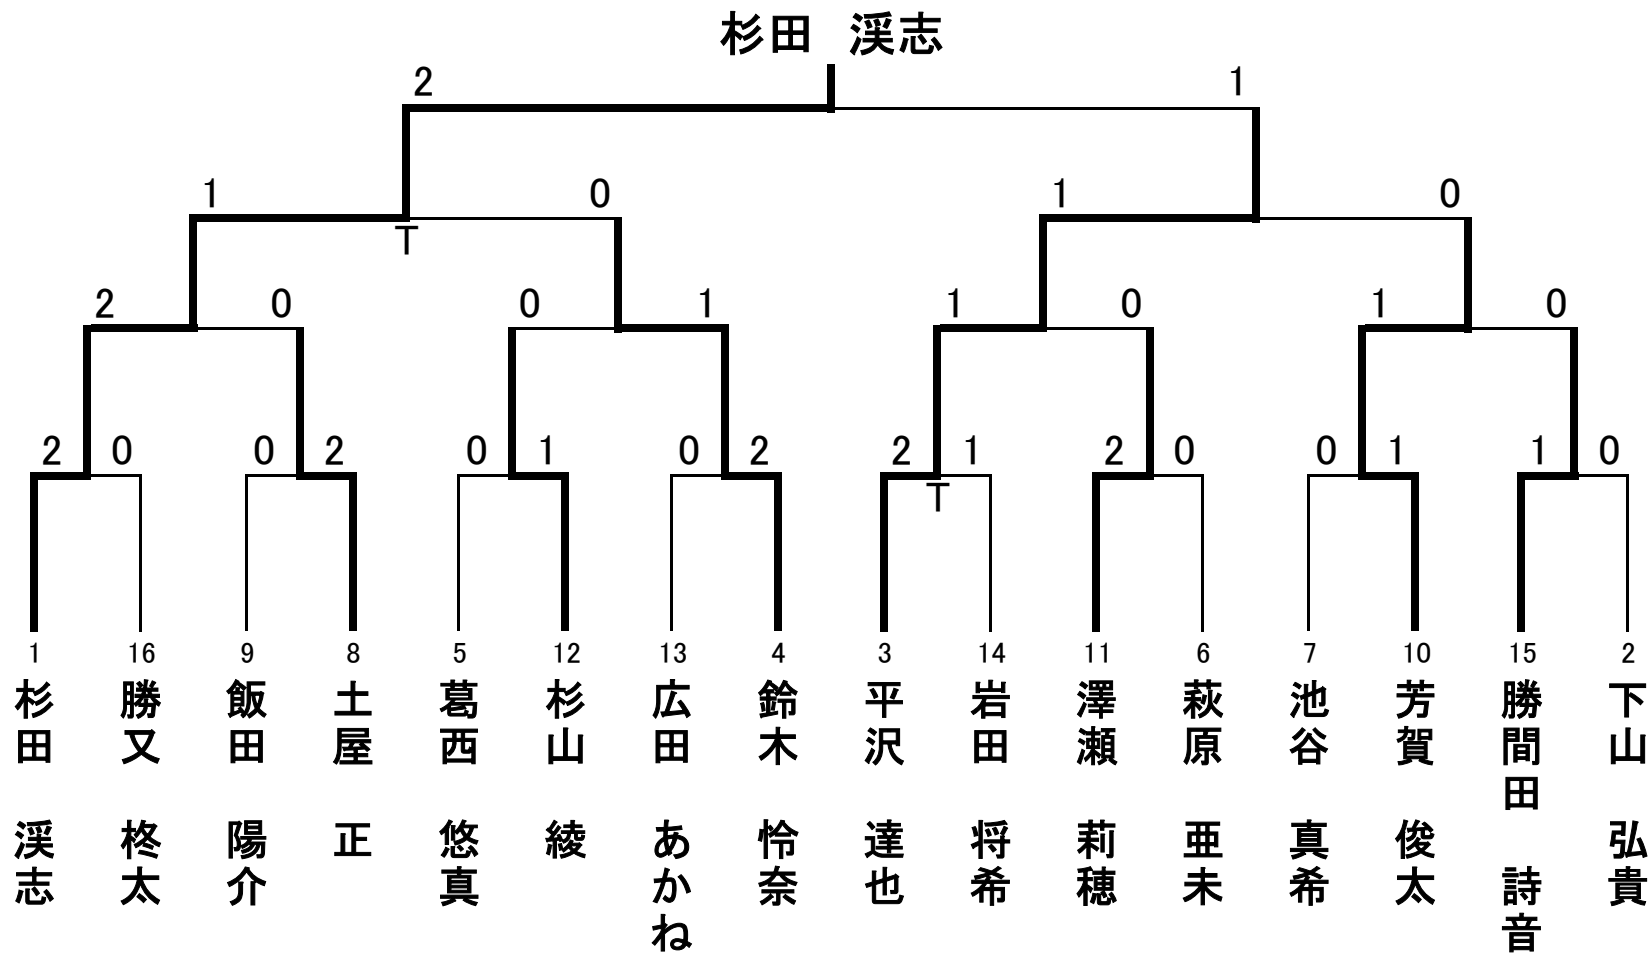 杉田　渓志
2 1
1 0 1 0
T
2 0 0 1 1 0 1 0
2 0 0 2 0 1 0 2 2 1 2 0 0 1 1 0
T
1 16 9 8 5 12 13 4 3 14 11 6 7 10 15 2
杉田　渓志
勝又　柊太
飯田　陽介
土屋　正
葛西　悠真
杉山　綾
広田　あかね
鈴木　怜奈
平沢　達也
岩田　将希
澤瀬　莉穂
萩原　亜未
池谷　真希
芳賀　俊太
勝間田　詩音
下山　弘貴